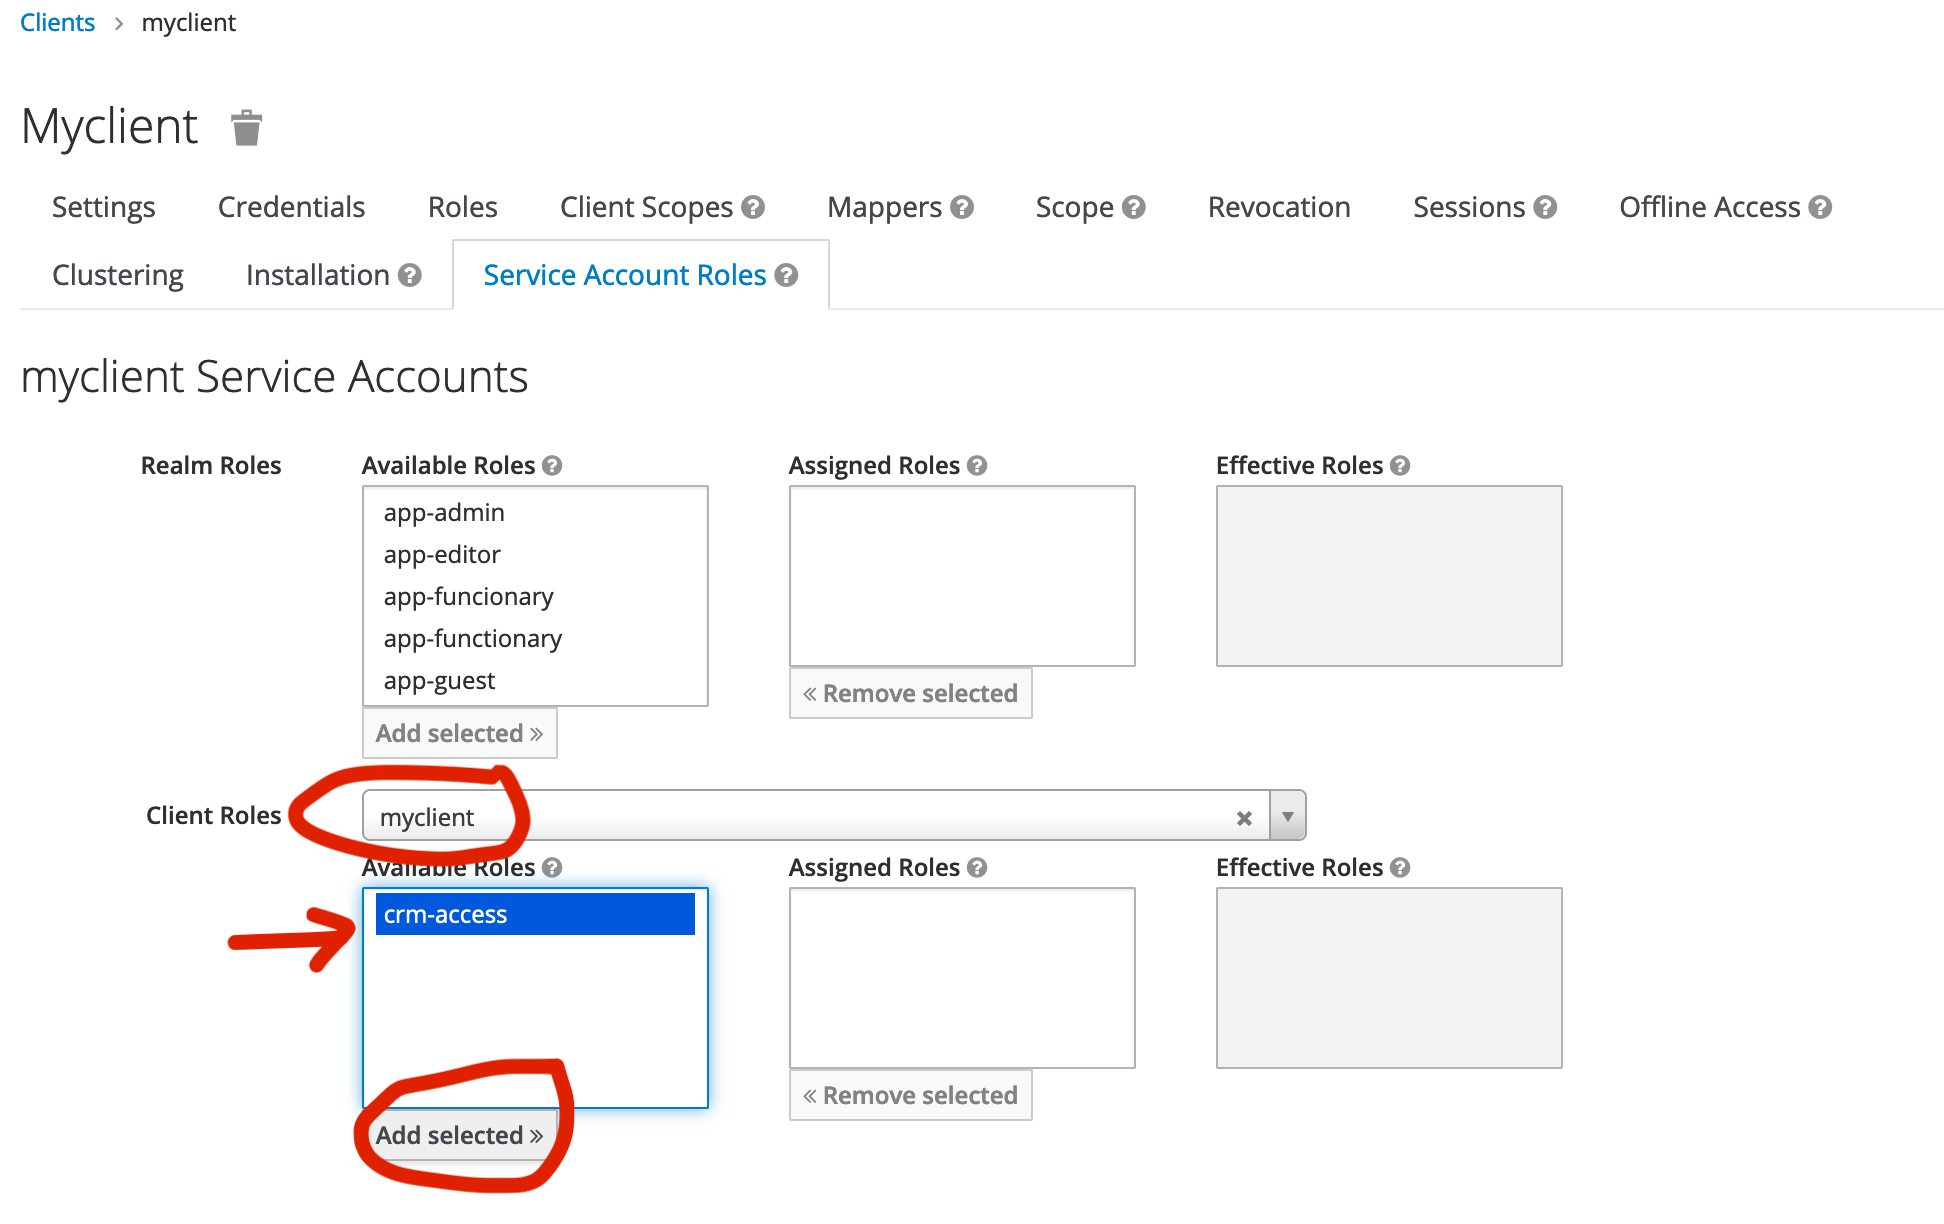 Clients > myclient
Myclient
Settings Credentials Roles Client Scopes ? Mappers ? Scope ? Revocation Sessions ? Offline Access ?
Clustering Installation ? Service Account Roles ?
myclient Service Accounts
Realm Roles Available Roles ? Assigned Roles ? Effective Roles ?
app-admin
app-editor
app-funcionary
app-functionary
app-guest
« Remove selected
Add selected »
Client Roles myclient
Available Roles ? Assigned Roles ? Effective Roles ?
crm-access
« Remove selected
Add selected »